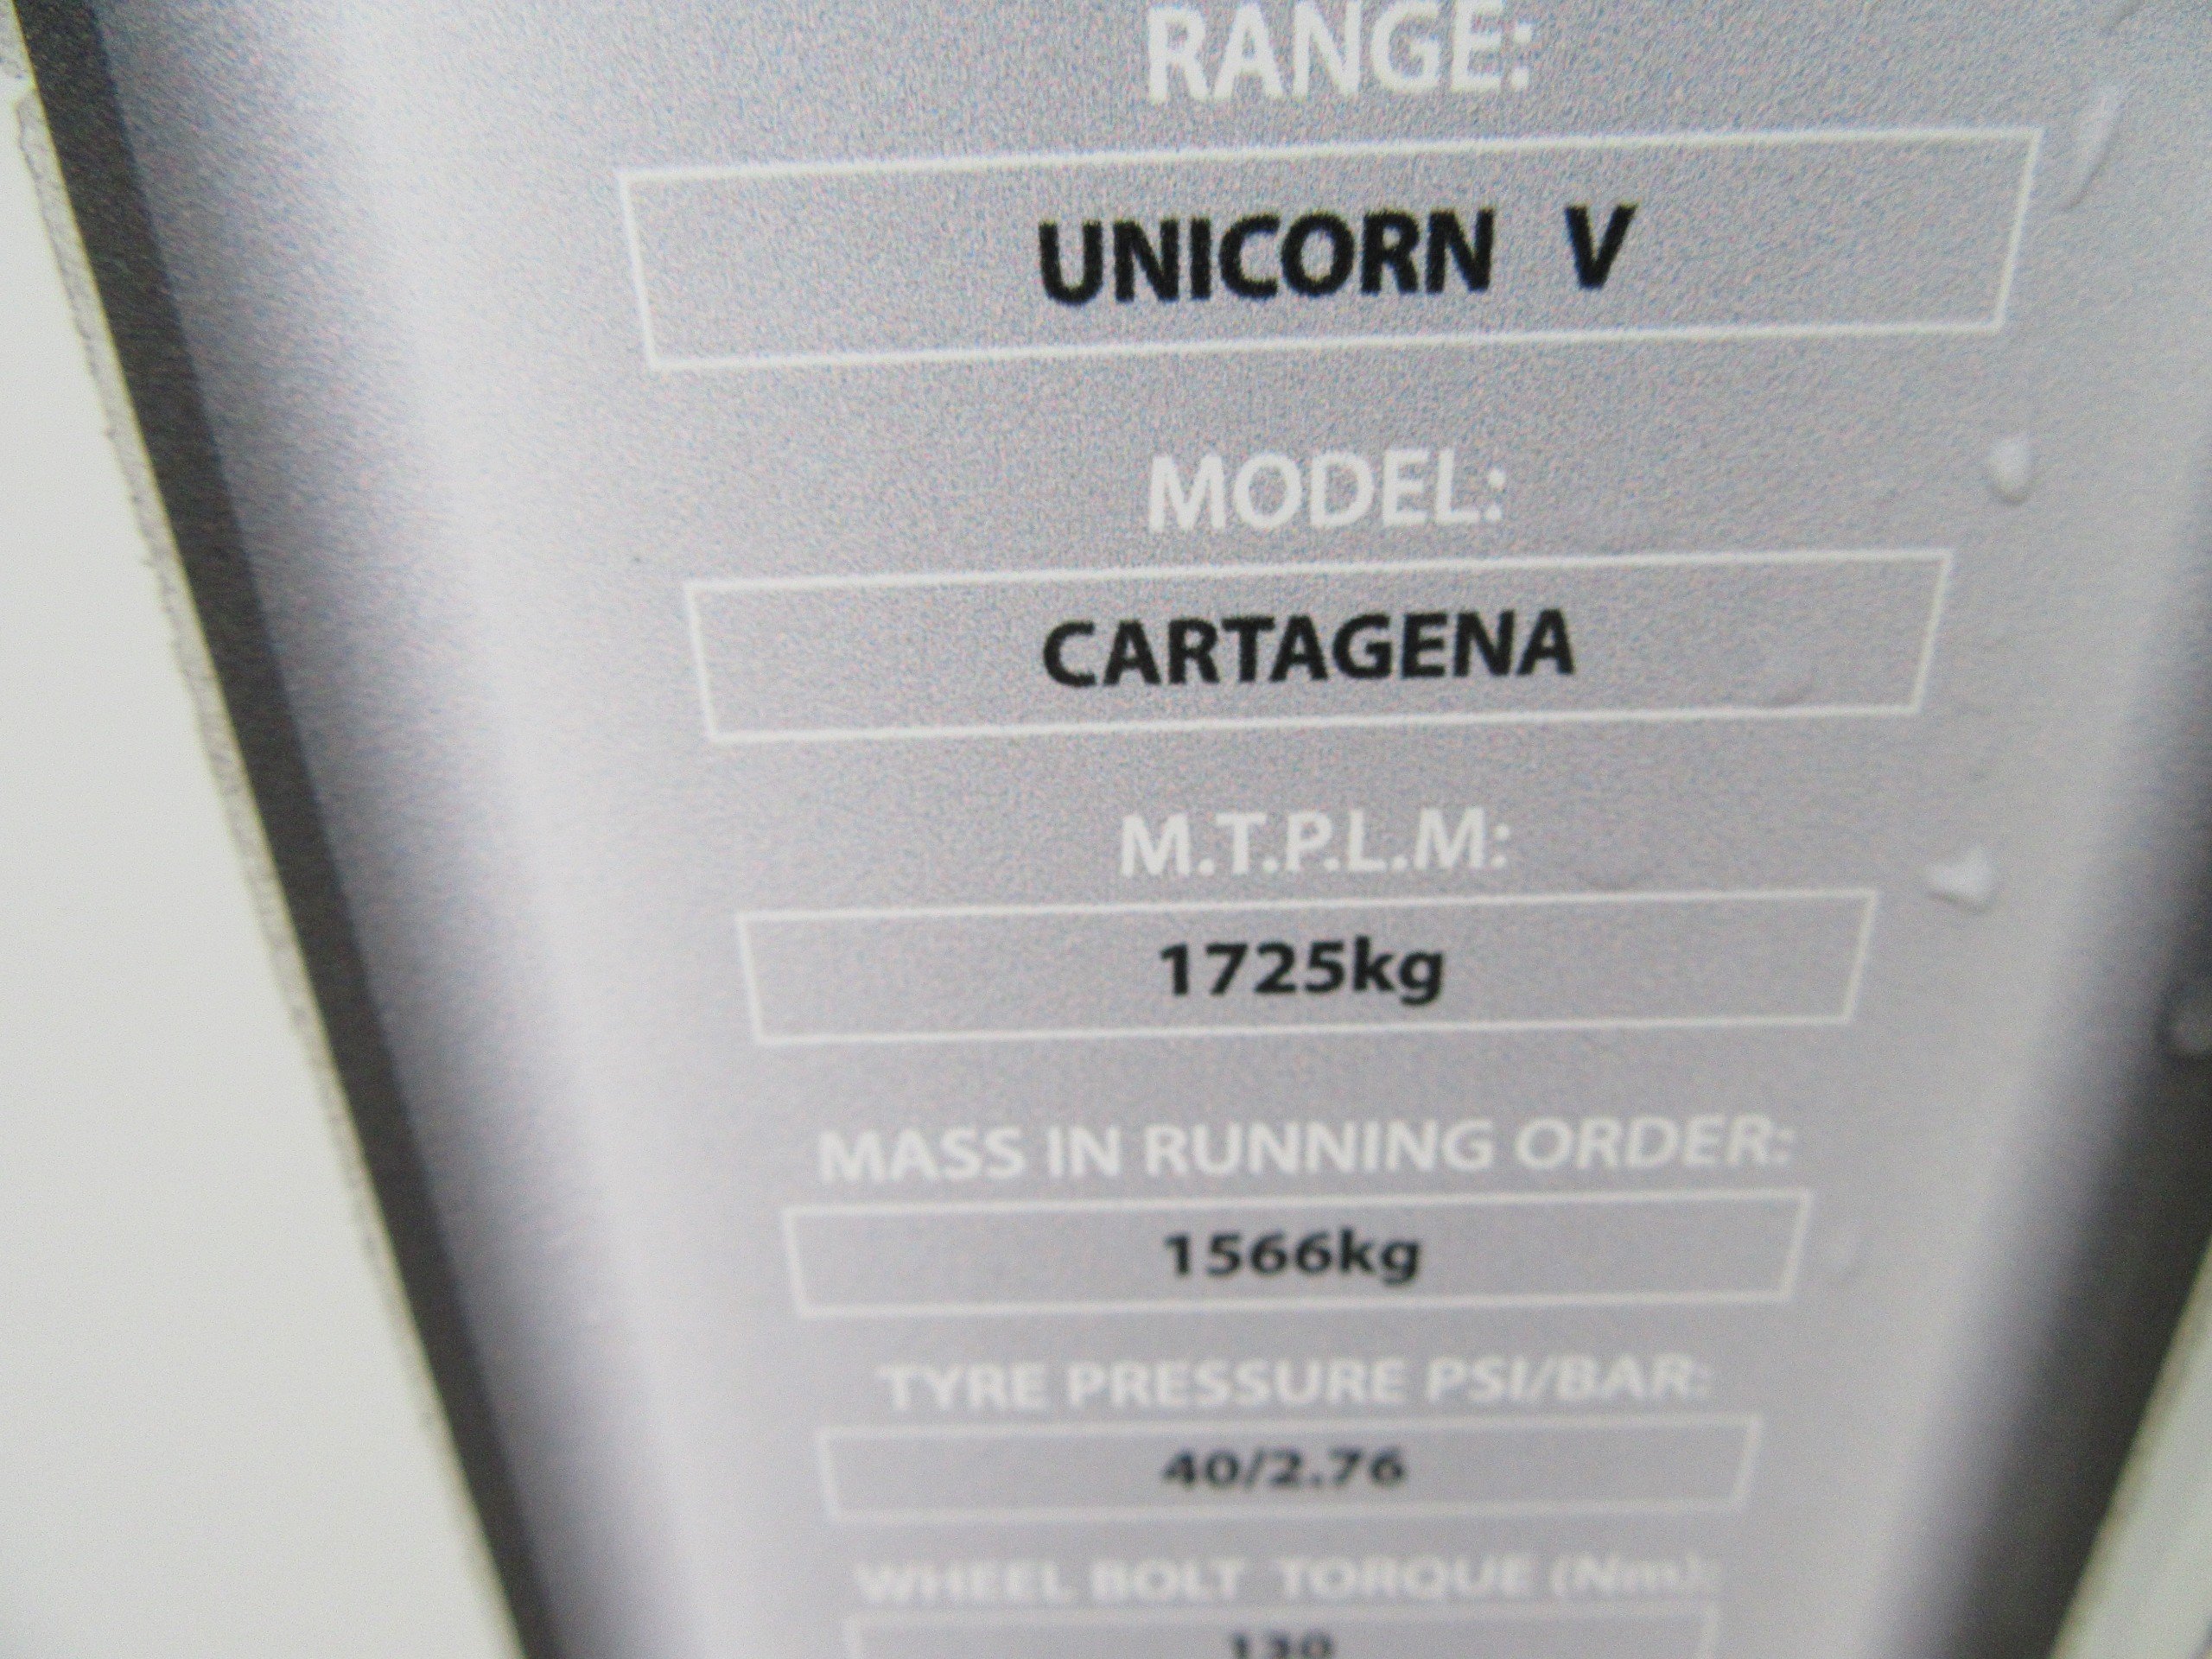 RANGE:
UNICORN V
MODEL:
CARTAGENA
M.T.P.L.M:
1725kg
MASS IN RUNNING ORDER:
1566kg
TYRE PRESSURE PSI/BAR:
40/2.76
WHEEL BOLT TORQUE (Nm):